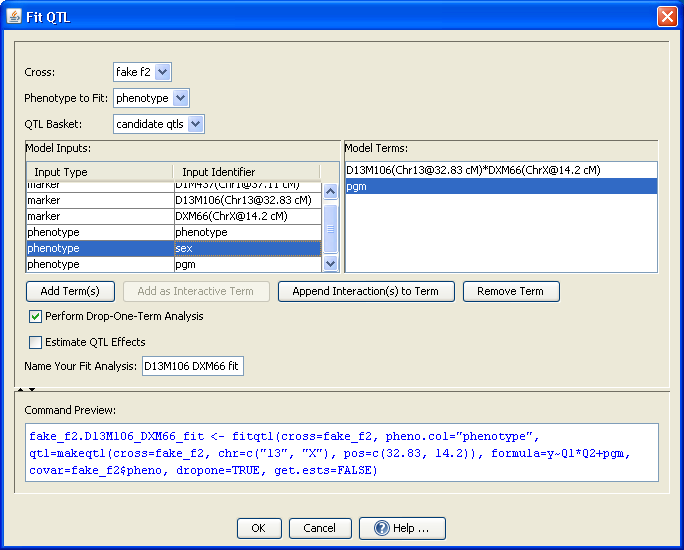 Fit QTL
Cross: fake f2
Phenotype to Fit: phenotype
QTL Basket: candidate qtls
Model Inputs:
Input Type Input Identifier
marker D1M437(Chr1@37.11 cM)
marker D13M106(Chr13@32.83 cM)
marker DXM66(ChrX@14.2 cM)
phenotype phenotype
phenotype sex
phenotype pgm
Model Terms:
D13M106(Chr13@32.83 cM)*DXM66(ChrX@14.2 cM)
pgm
Add Term(s) Add as Interactive Term Append Interaction(s) to Term Remove Term
Perform Drop-One-Term Analysis
Estimate QTL Effects
Name Your Fit Analysis: D13M106 DXM66 fit
Command Preview:
fake_f2.D13M106_DXM66_fit <- fitqtl(cross=fake_f2, pheno.col="phenotype",
qtl=makeqtl(cross=fake_f2, chr=c("13", "X"), pos=c(32.83, 14.2)), formula=y~Q1*Q2+pgm,
covar=fake_f2$pheno, dropone=TRUE, get.ests=FALSE)
OK Cancel Help ...